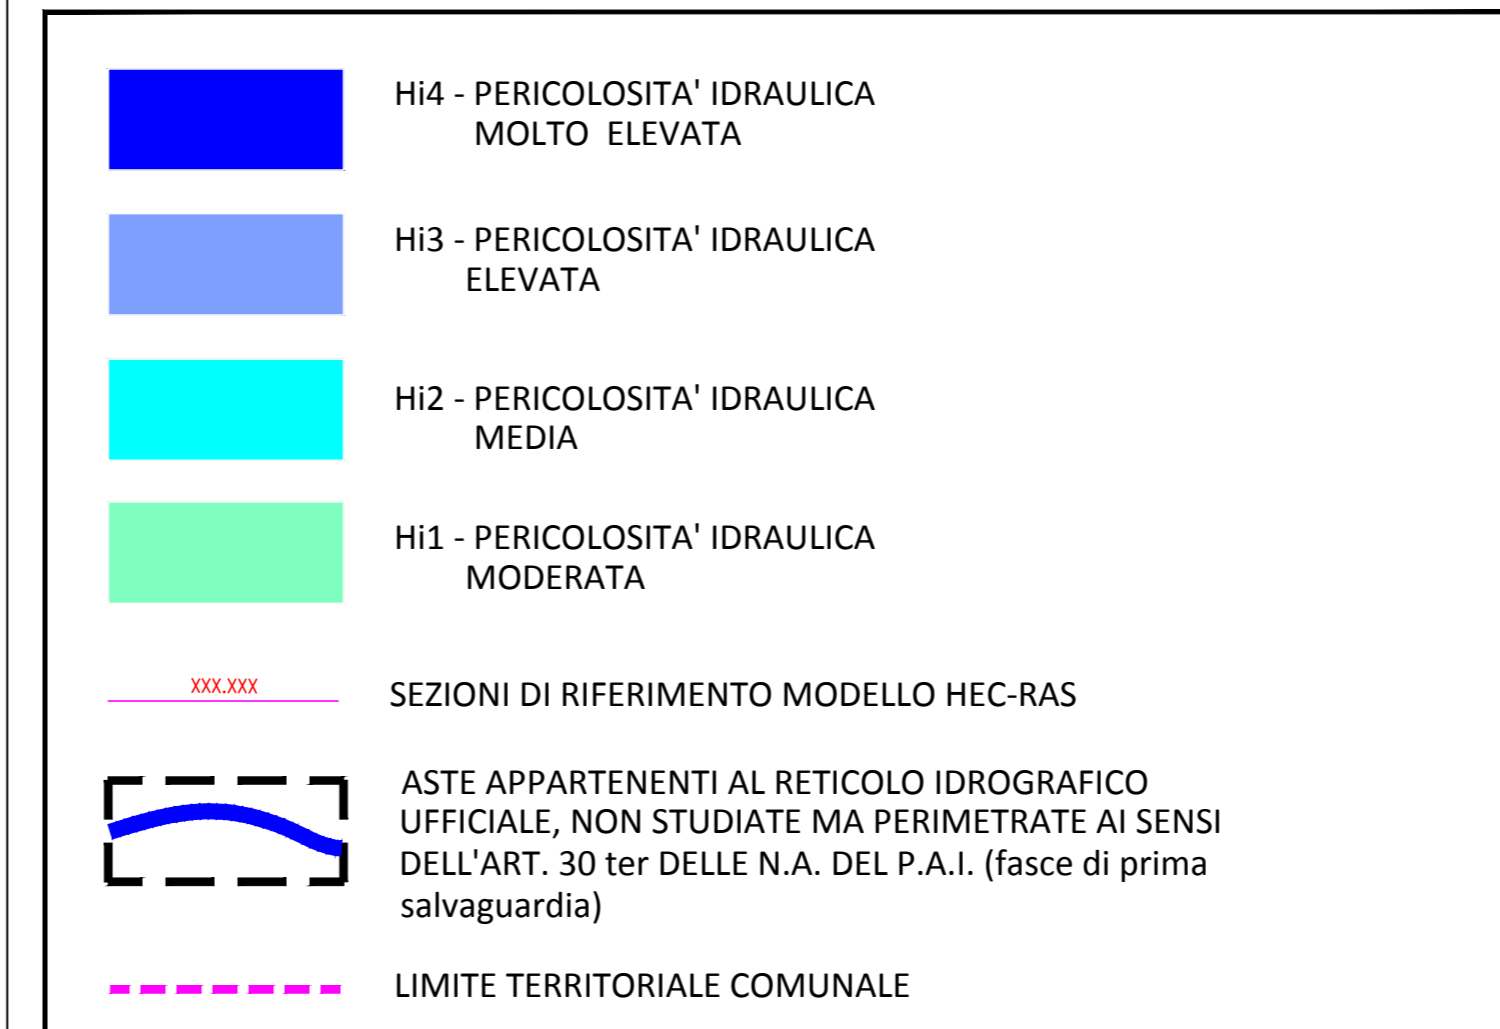 Hi4 - PERICOLOSITA' IDRAULICA
MOLTO ELEVATA
Hi3 - PERICOLOSITA' IDRAULICA
ELEVATA
Hi2 - PERICOLOSITA' IDRAULICA
MEDIA
Hi1 - PERICOLOSITA' IDRAULICA
MODERATA
XXX.XXX
SEZIONI DI RIFERIMENTO MODELLO HEC-RAS
ASTE APPARTENENTI AL RETICOLO IDROGRAFICO
UFFICIALE, NON STUDIATE MA PERIMETRATE AI SENSI
DELL'ART. 30 ter DELLE N.A. DEL P.A.I. (fasce di prima
salvaguardia)
LIMITE TERRITORIALE COMUNALE